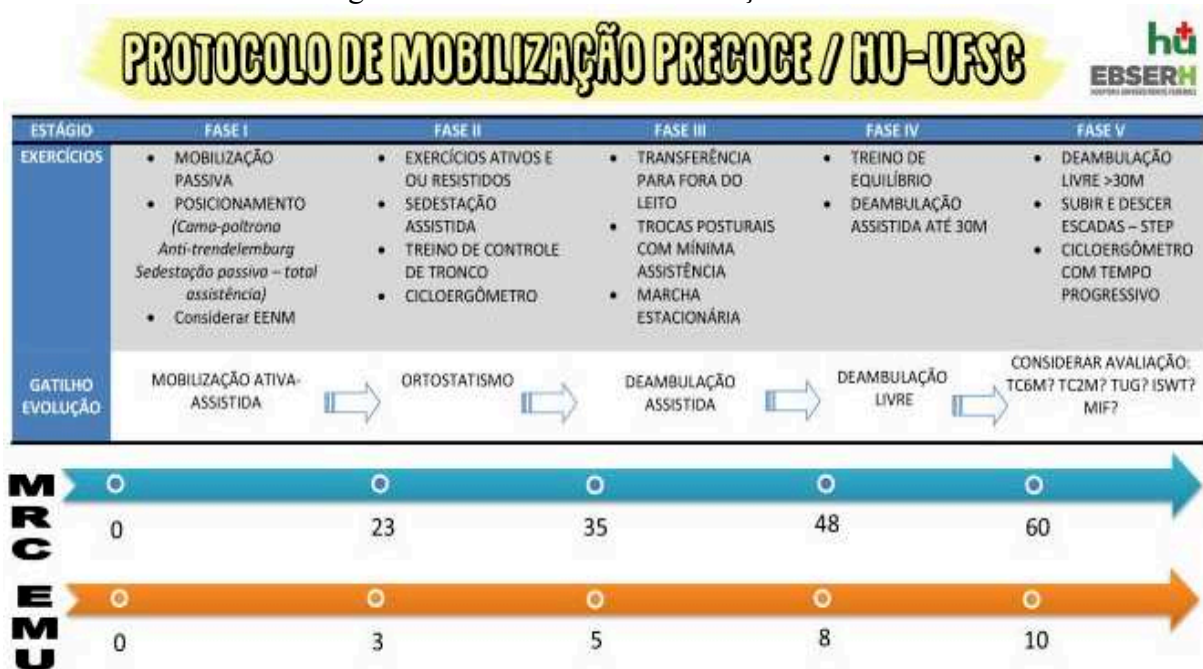 PROTOCOLO DE MOBILIZAÇÃO PRECOCE / HU-UFSC
hu
EBSERH
ESTÁGIO FASE I FASE II FASE III FASE IV FASE V
EXERCÍCIOS
• MOBILIZAÇÃO
PASSIVA
• POSICIONAMENTO
(Cama-poltrona
Anti-trendelemburg
Sedestação passiva – total
assistência)
• Considerar EENM
• EXERCÍCIOS ATIVOS E
OU RESISTIDOS
• SEDESTAÇÃO
ASSISTIDA
• TREINO DE CONTROLE
DE TRONCO
• CICLOERGÔMETRO
• TRANSFERÊNCIA
PARA FORA DO
LEITO
• TROCAS POSTURAIS
COM MÍNIMA
ASSISTÊNCIA
• MARCHA
ESTACIONÁRIA
• TREINO DE
EQUILÍBRIO
• DEAMBULAÇÃO
ASSISTIDA ATÉ 30M
• DEAMBULAÇÃO
LIVRE >30M
• SUBIR E DESCER
ESCADAS – STEP
• CICLOERGÔMETRO
COM TEMPO
PROGRESSIVO
GATILHO
EVOLUÇÃO
MOBILIZAÇÃO ATIVA-
ASSISTIDA
ORTOSTATISMO
DEAMBULAÇÃO
ASSISTIDA
DEAMBULAÇÃO
LIVRE
CONSIDERAR AVALIAÇÃO:
TC6M? TC2M? TUG? ISWT?
MIF?
MRC
0 23 35 48 60
EMU
0 3 5 8 10